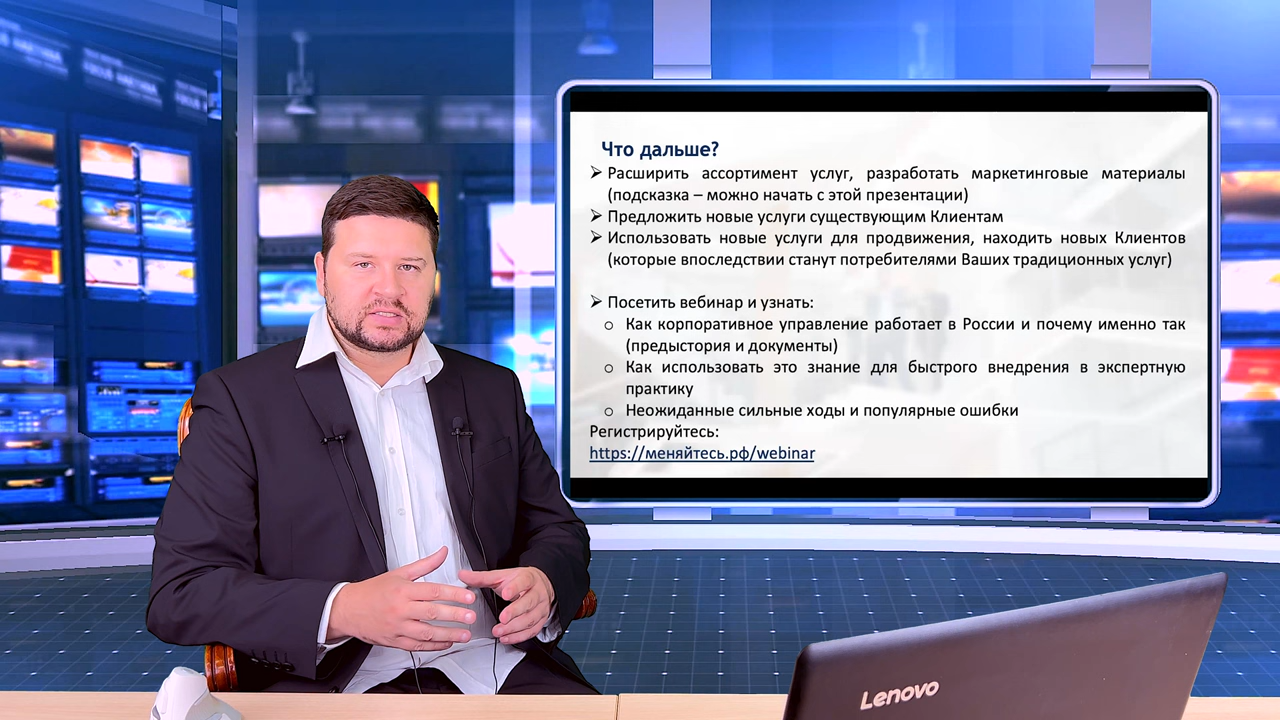 Что дальше?
Расширить ассортимент услуг, разработать маркетинговые материалы
(подсказка – можно начать с этой презентации)
Предложить новые услуги существующим Клиентам
Использовать новые услуги для продвижения, находить новых Клиентов
(которые впоследствии станут потребителями Ваших традиционных услуг)
Посетить вебинар и узнать:
Как корпоративное управление работает в России и почему именно так
(предыстория и документы)
Как использовать это знание для быстрого внедрения в экспертную
практику
Неожиданные сильные ходы и популярные ошибки
Регистрируйтесь:
https://меняйтесь.рф/webinar
Lenovo